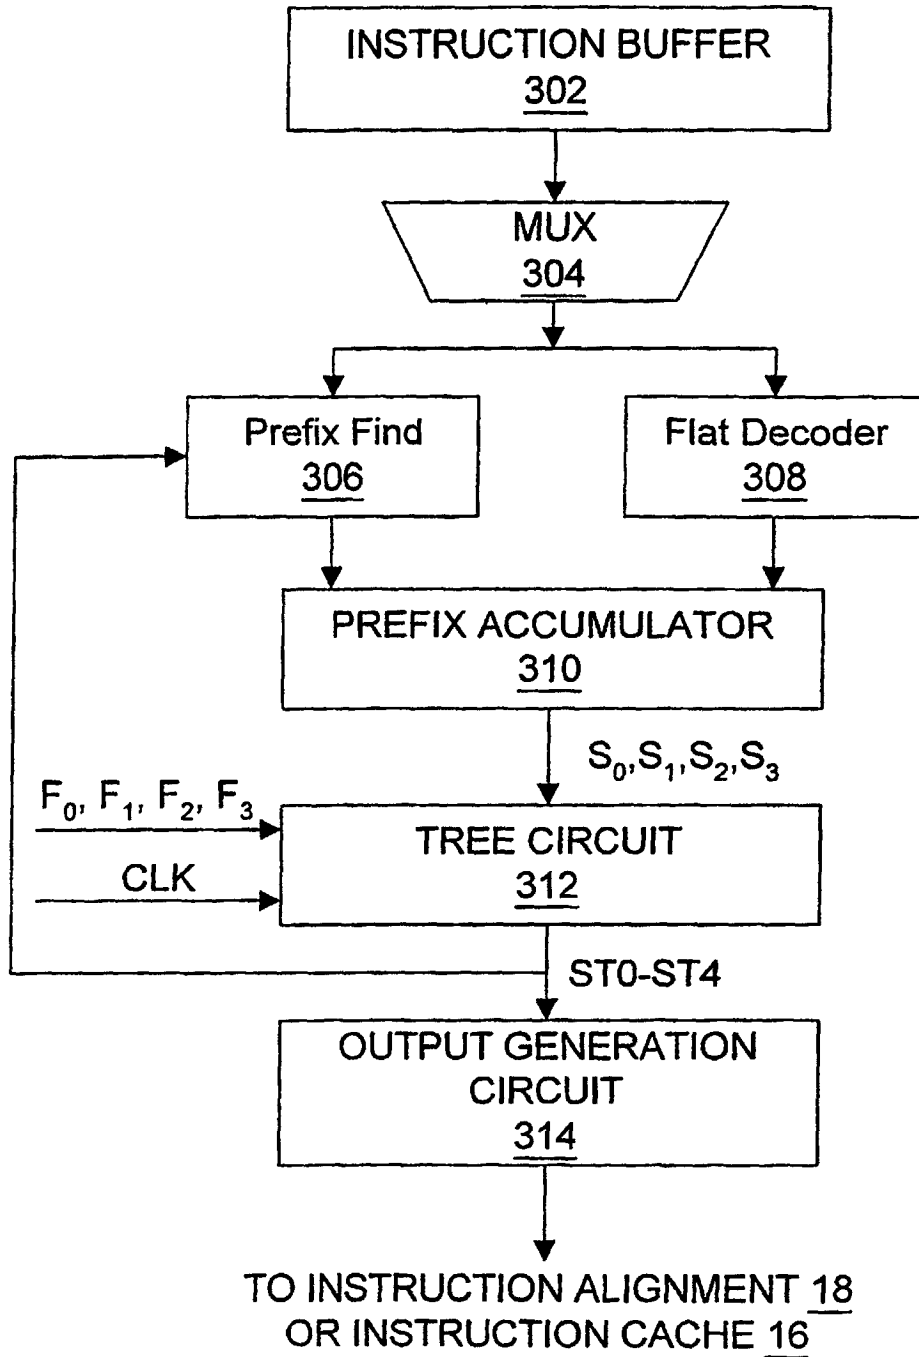 INSTRUCTION BUFFER
302
MUX
304
Prefix Find
306
Flat Decoder
308
PREFIX ACCUMULATOR
310
S₀,S₁,S₂,S₃
F₀, F₁, F₂, F₃
CLK
TREE CIRCUIT
312
ST0-ST4
OUTPUT GENERATION
CIRCUIT
314
TO INSTRUCTION ALIGNMENT 18
OR INSTRUCTION CACHE 16